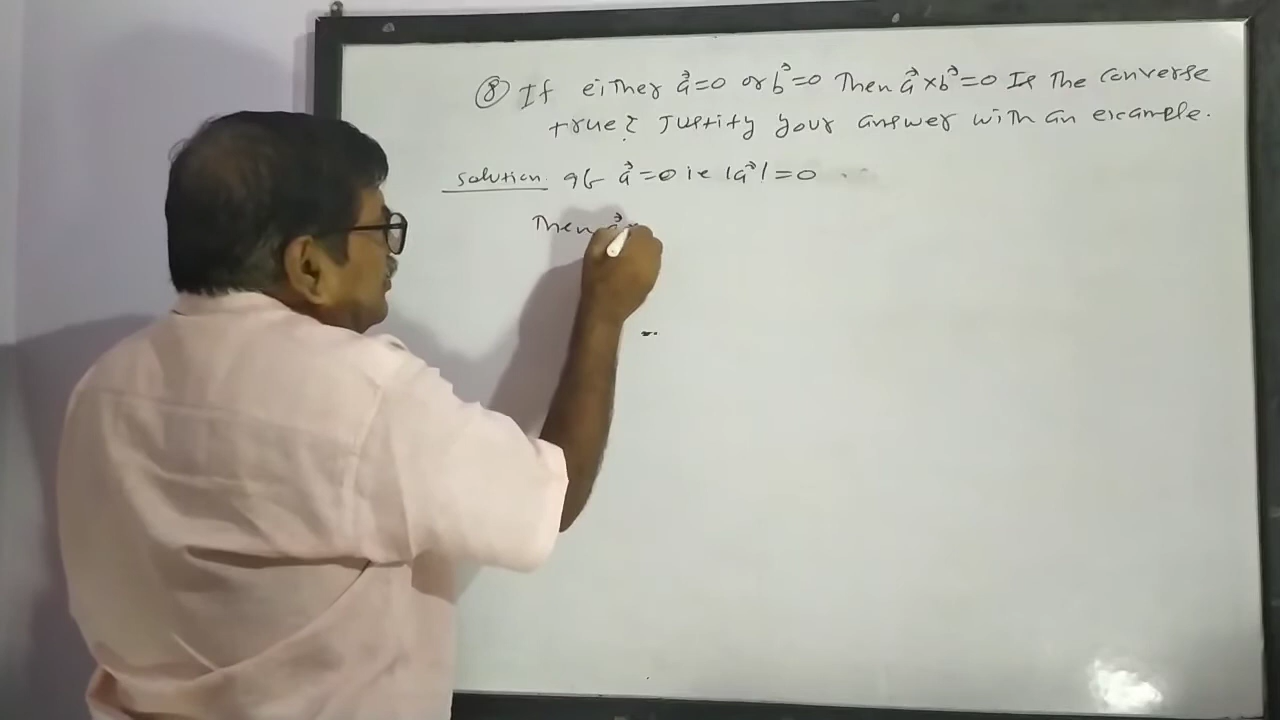 ⑧ If either a⃗=0 or b⃗=0 Then a⃗×b⃗=0 Is The converse
true? Justify your answer with an example.
Solution. If a⃗=0 ie |a⃗|=0
Then a⃗